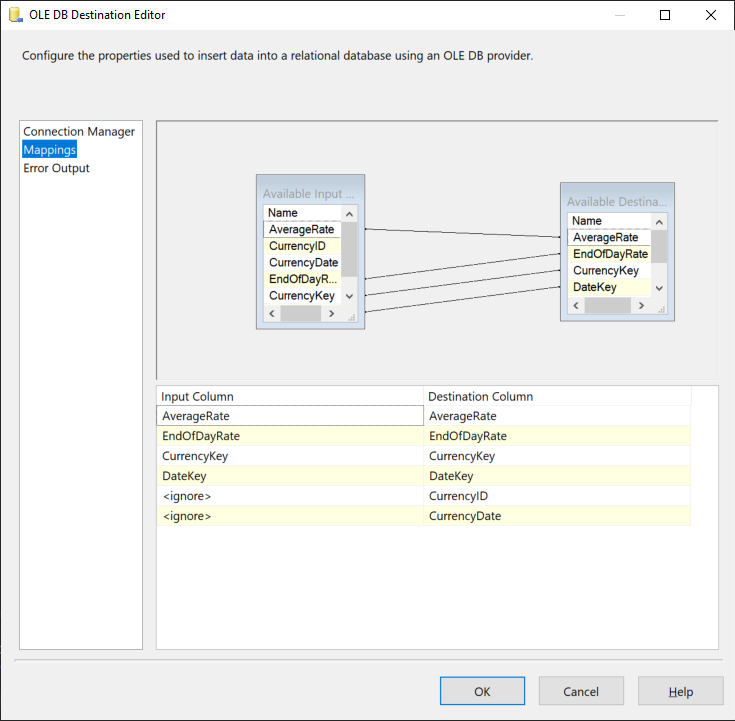 OLE DB Destination Editor
Configure the properties used to insert data into a relational database using an OLE DB provider.
Connection Manager
Mappings
Error Output
Available Input ...
Name
AverageRate
CurrencyID
CurrencyDate
EndOfDayR...
CurrencyKey
Available Destina...
Name
AverageRate
EndOfDayRate
CurrencyKey
DateKey
Input Column Destination Column
AverageRate AverageRate
EndOfDayRate EndOfDayRate
CurrencyKey CurrencyKey
DateKey DateKey
<ignore> CurrencyID
<ignore> CurrencyDate
OK Cancel Help